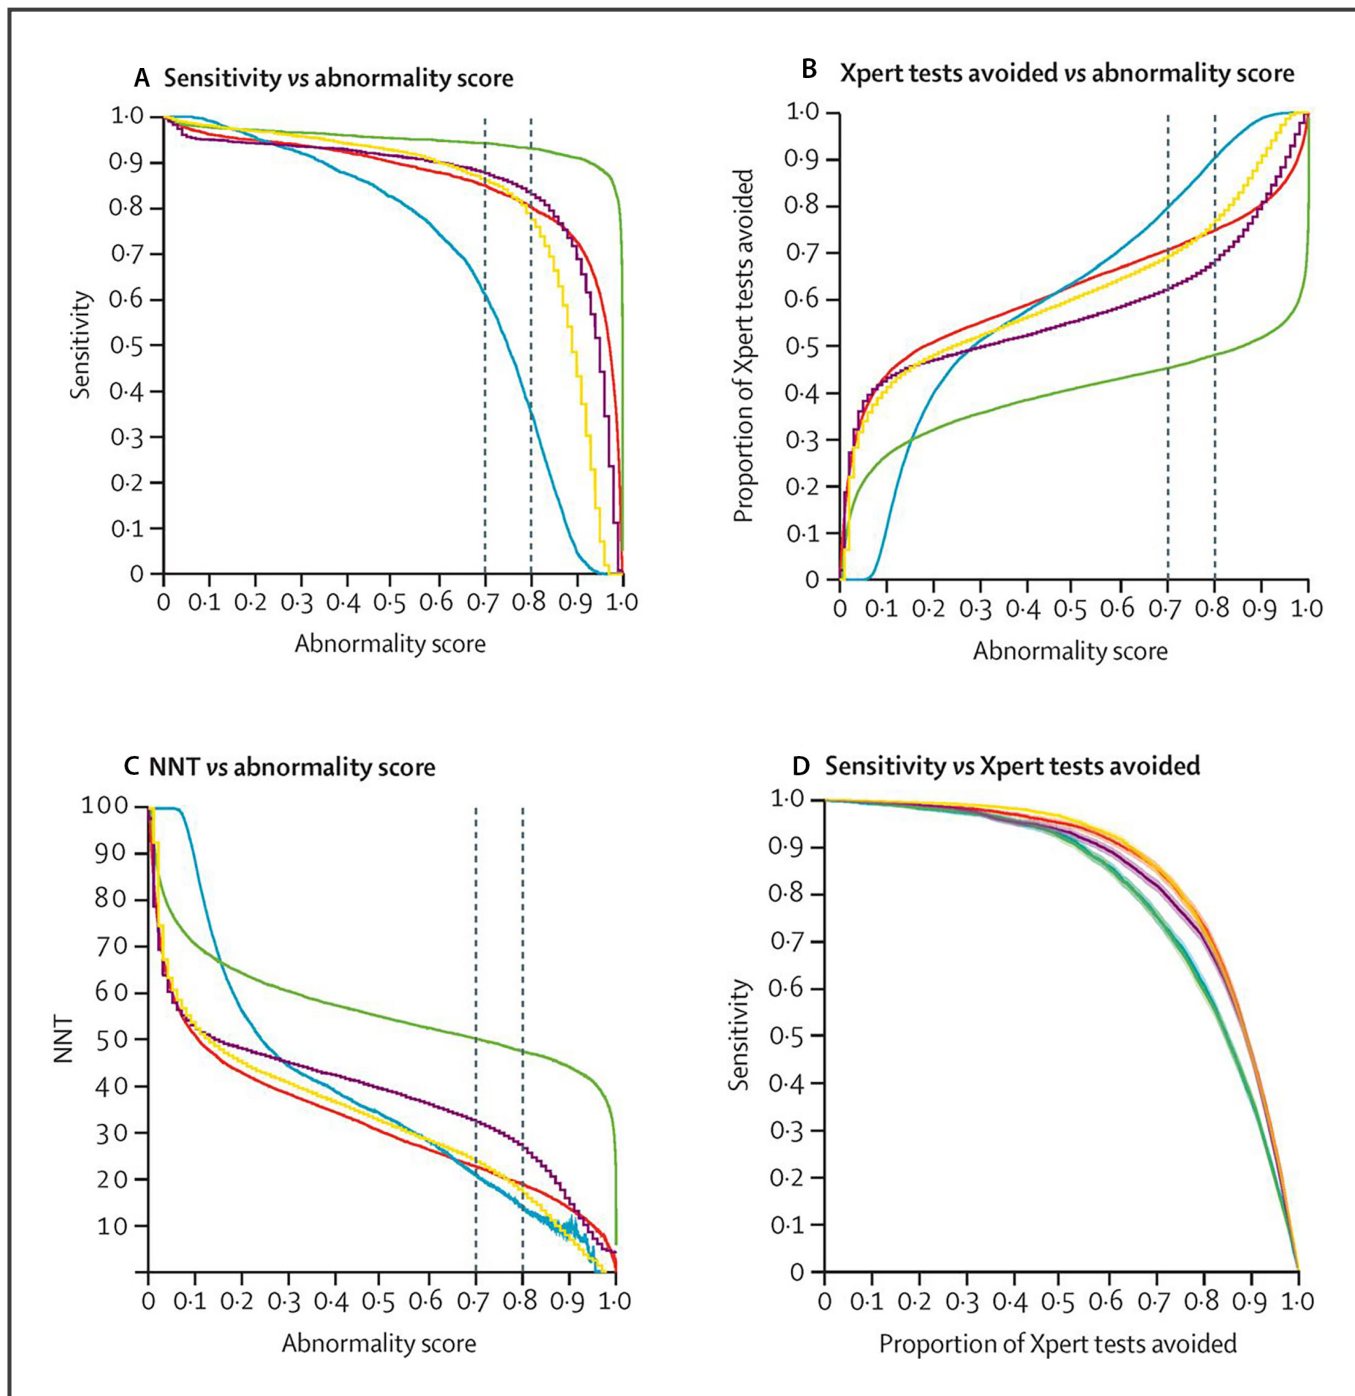 A Sensitivity vs abnormality score
1·0
0·9
0·8
0·7
0·6
0·5
0·4
0·3
0·2
0·1
0
Sensitivity
0 0·1 0·2 0·3 0·4 0·5 0·6 0·7 0·8 0·9 1·0
Abnormality score
B Xpert tests avoided vs abnormality score
1·0
0·9
0·8
0·7
0·6
0·5
0·4
0·3
0·2
0·1
0
Proportion of Xpert tests avoided
0 0·1 0·2 0·3 0·4 0·5 0·6 0·7 0·8 0·9 1·0
Abnormality score
C NNT vs abnormality score
100
90
80
70
60
50
40
30
20
10
NNT
0 0·1 0·2 0·3 0·4 0·5 0·6 0·7 0·8 0·9 1·0
Abnormality score
D Sensitivity vs Xpert tests avoided
1·0
0·9
0·8
0·7
0·6
0·5
0·4
0·3
0·2
0·1
0
Sensitivity
0 0·1 0·2 0·3 0·4 0·5 0·6 0·7 0·8 0·9 1·0
Proportion of Xpert tests avoided